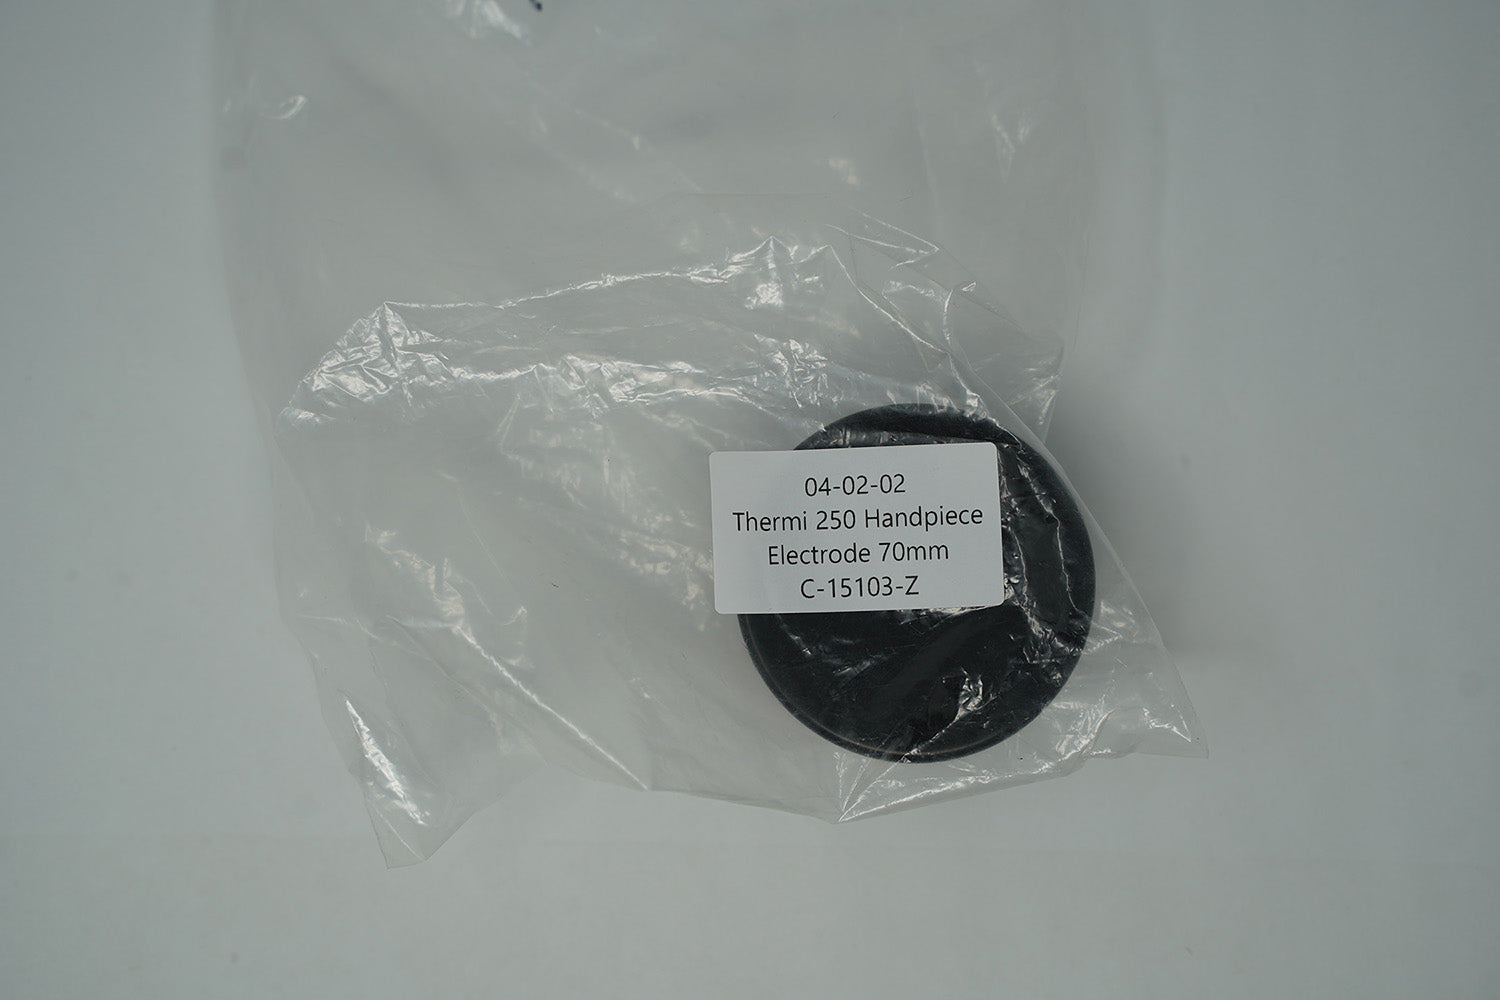 04-02-02
Thermi 250 Handpiece
Electrode 70mm
C-15103-Z